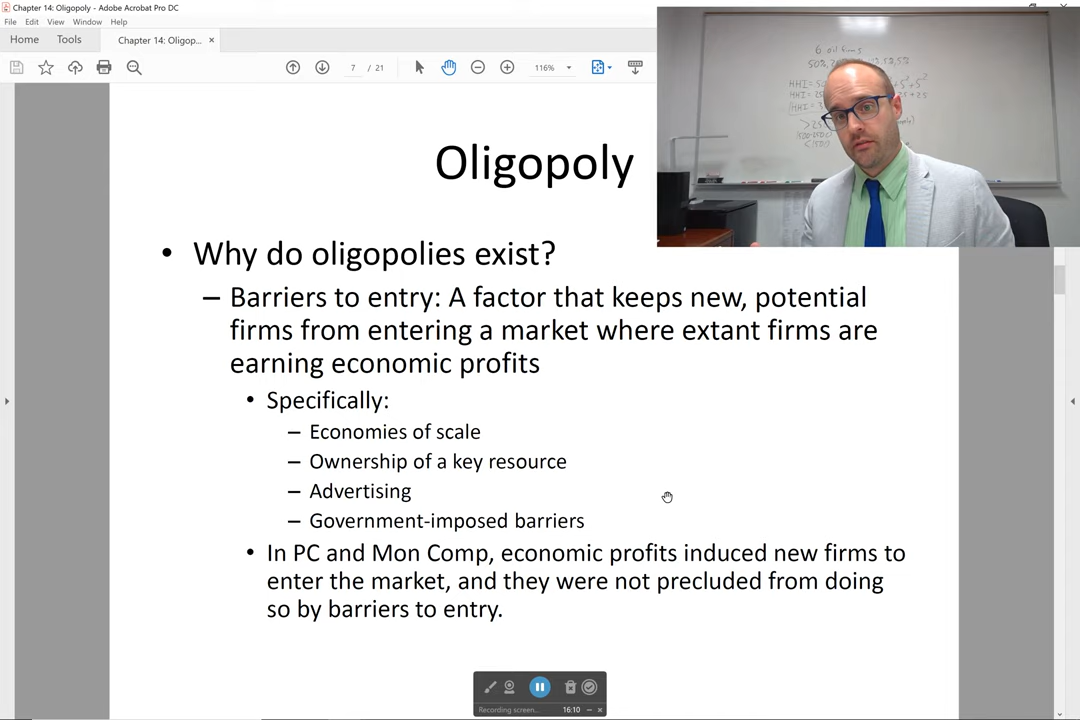 Chapter 14: Oligopoly - Adobe Acrobat Pro DC
File Edit View Window Help
Home Tools Chapter 14: Oligop... ×
7 / 21 116%
6 oil firms
Oligopoly
• Why do oligopolies exist?
– Barriers to entry: A factor that keeps new, potential
firms from entering a market where extant firms are
earning economic profits
• Specifically:
– Economies of scale
– Ownership of a key resource
– Advertising
– Government-imposed barriers
• In PC and Mon Comp, economic profits induced new firms to
enter the market, and they were not precluded from doing
so by barriers to entry.
Recording screen... 16:10